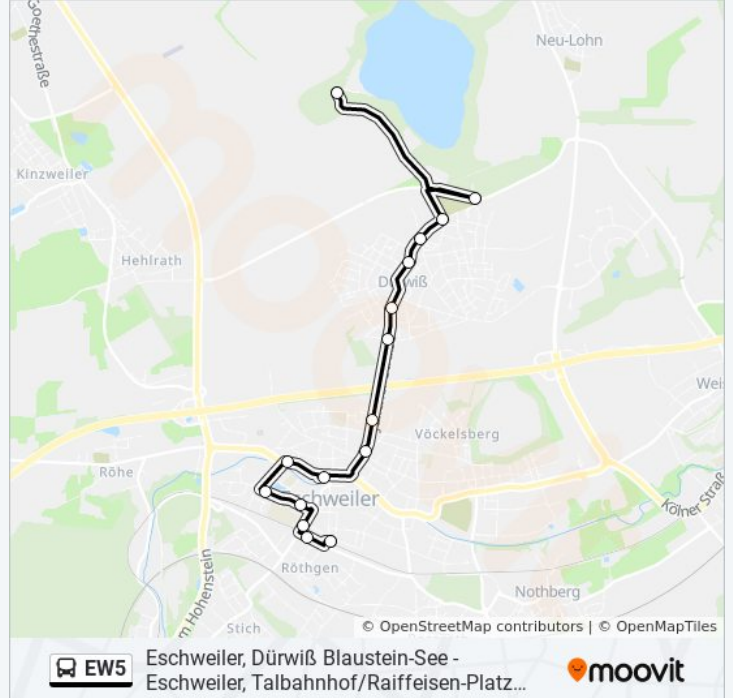 Goethestraße
Neu-Lohn
Kinzweiler
Hehlrath
Dürwiß
Weis
Vöckelsberg
Röhe
schweiler
Kölner Straß
Röthgen
Nothberg
m Hohenstein
Stich
© OpenStreetMap contributors | © OpenMapTiles
EW5
Eschweiler, Dürwiß Blaustein-See -
Eschweiler, Talbahnhof/Raiffeisen-Platz...
moovit